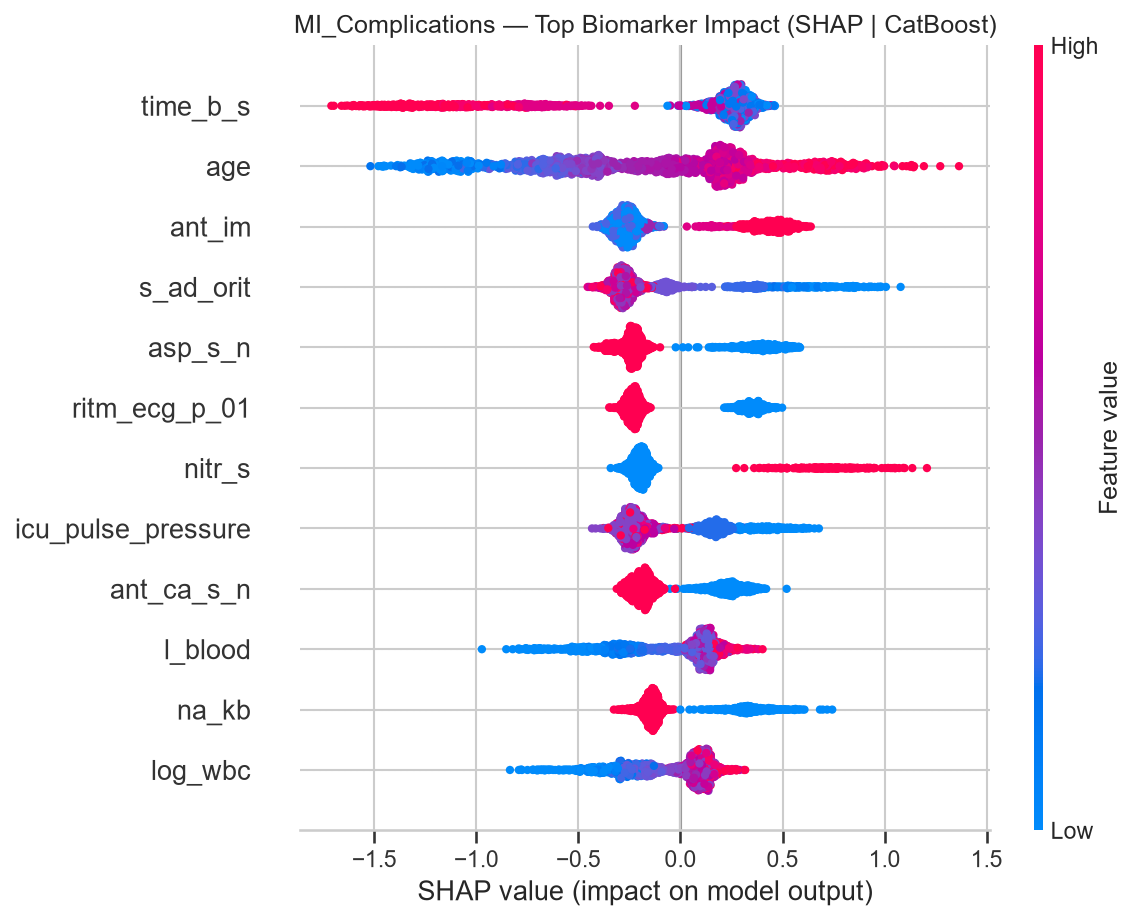 MI_Complications — Top Biomarker Impact (SHAP | CatBoost)
High
time_b_s
age
ant_im
s_ad_orit
asp_s_n
ritm_ecg_p_01
nitr_s
icu_pulse_pressure
ant_ca_s_n
l_blood
na_kb
log_wbc
Feature value
Low
−1.5 −1.0 −0.5 0.0 0.5 1.0 1.5
SHAP value (impact on model output)